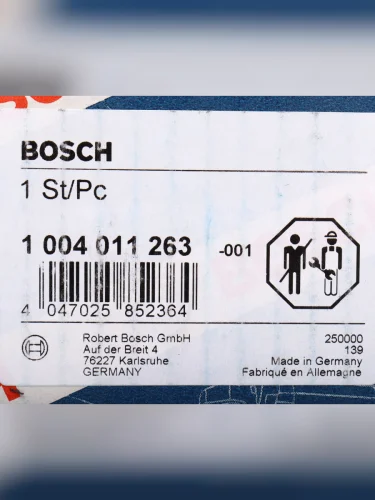 BOSCH
1 St/Pc
1 004 011 263 -001
4 047025 852364
Robert Bosch GmbH
Auf der Breit 4
76227 Karlsruhe
GERMANY
250000
139
Made in Germany
Fabriqué en Allemagne